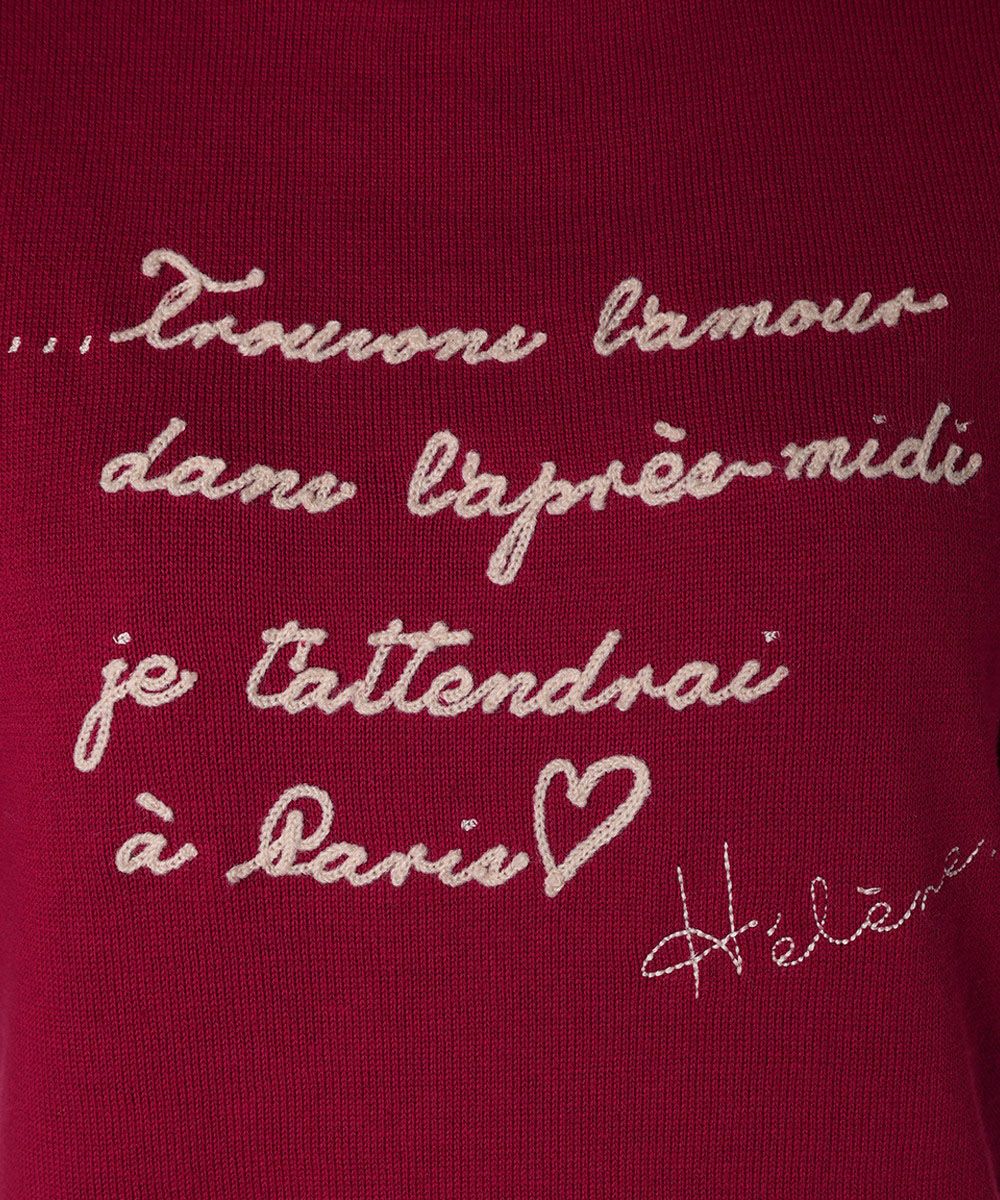 ...Trouvons l'amour
dans l'après-midi
je t'attendrai
à Paris♡
Hélène.